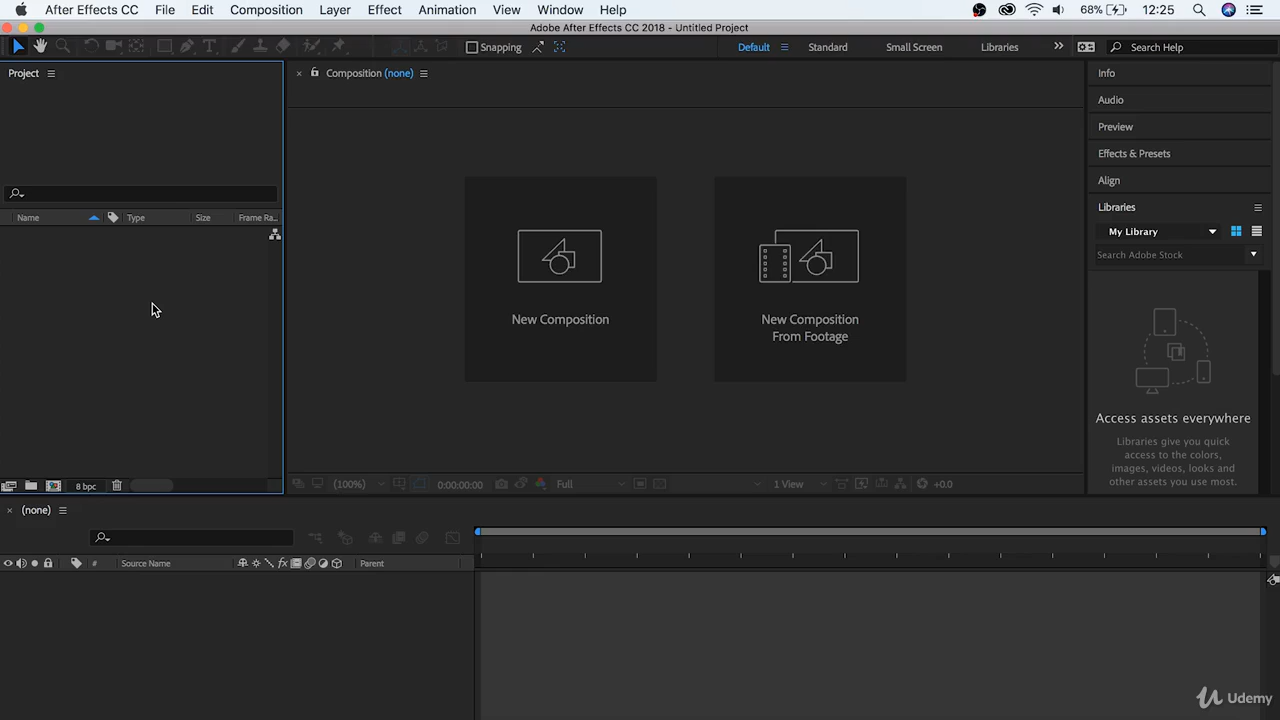 After Effects CC File Edit Composition Layer Effect Animation View Window Help 68% 12:25
Adobe After Effects CC 2018 - Untitled Project
Snapping Default Standard Small Screen Libraries Search Help
Project
Composition (none)
Info
Audio
Preview
Effects & Presets
Align
Libraries
My Library
Search Adobe Stock
Name Type Size Frame Ra...
New Composition
New Composition
From Footage
Access assets everywhere
Libraries give you quick
access to the colors,
images, videos, looks and
other assets you use most.
8 bpc
(100%) 0:00:00:00 Full 1 View +0.0
(none)
# Source Name fx Parent
Udemy